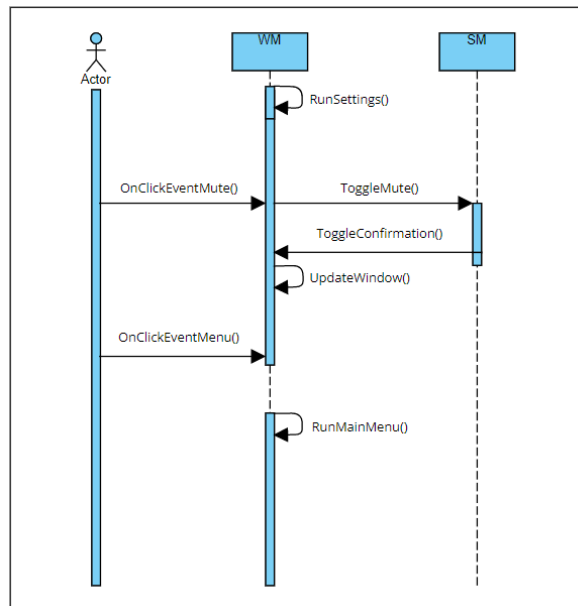 WM
SM
Actor
RunSettings()
OnClickEventMute()
ToggleMute()
ToggleConfirmation()
UpdateWindow()
OnClickEventMenu()
RunMainMenu()